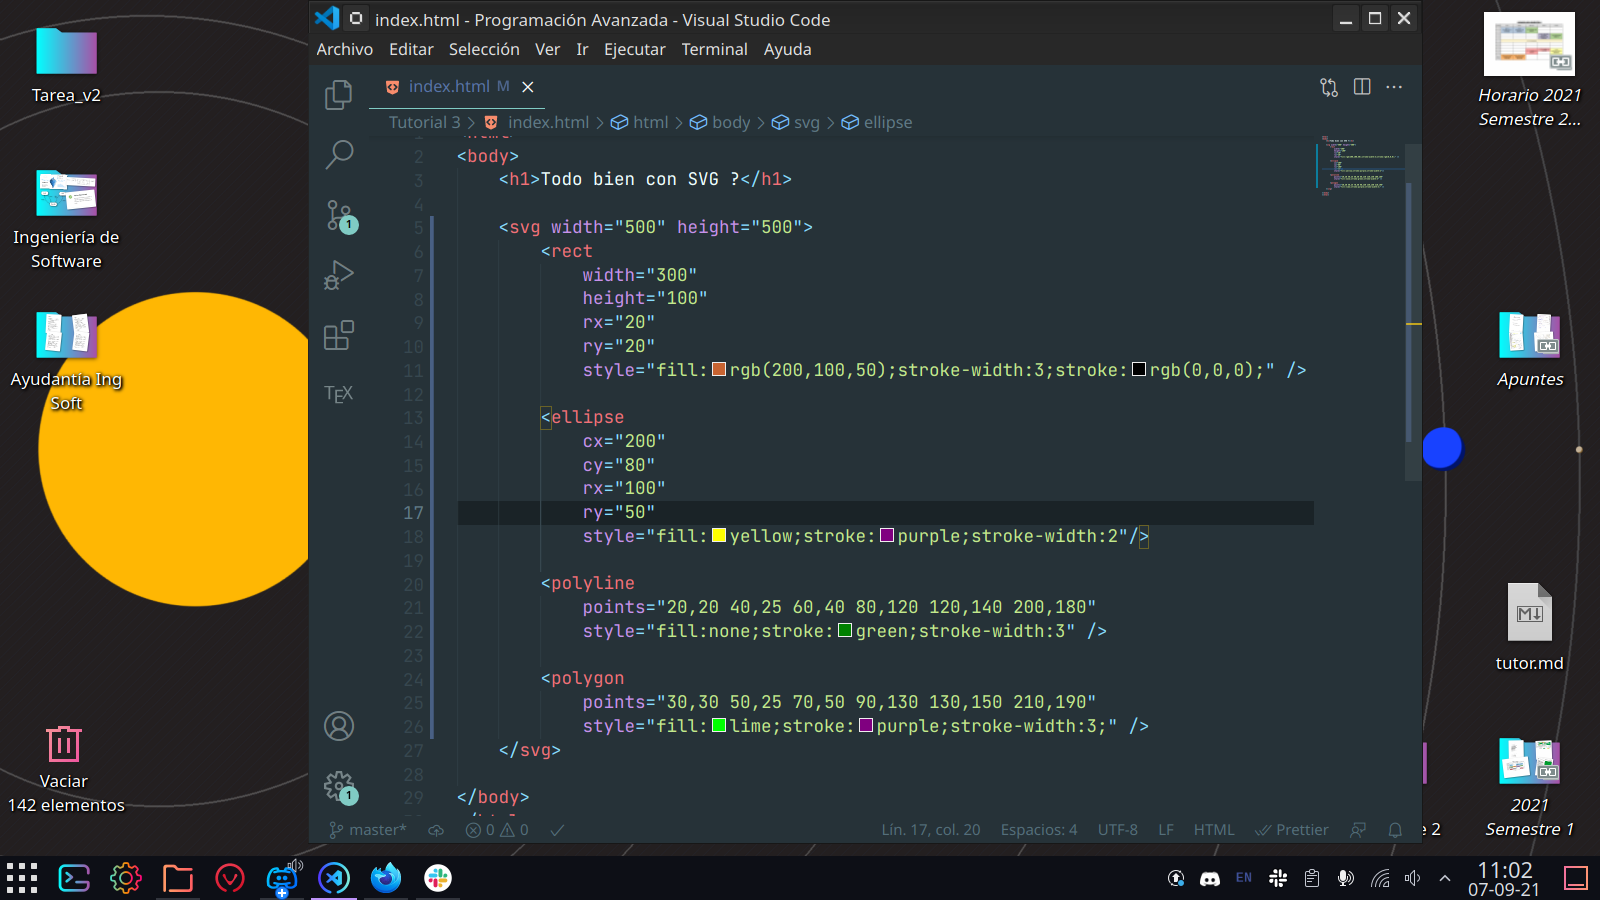 index.html - Programación Avanzada - Visual Studio Code
Archivo Editar Selección Ver Ir Ejecutar Terminal Ayuda
index.html M
Tutorial 3 > index.html > html > body > svg > ellipse
2 <body>
3 <h1>Todo bien con SVG ?</h1>
4
5 <svg width="500" height="500">
6 <rect
7 width="300"
8 height="100"
9 rx="20"
10 ry="20"
11 style="fill:rgb(200,100,50);stroke-width:3;stroke:rgb(0,0,0);" />
12
13 <ellipse
14 cx="200"
15 cy="80"
16 rx="100"
17 ry="50"
18 style="fill:yellow;stroke:purple;stroke-width:2"/>
19
20 <polyline
21 points="20,20 40,25 60,40 80,120 120,140 200,180"
22 style="fill:none;stroke:green;stroke-width:3" />
23
24 <polygon
25 points="30,30 50,25 70,50 90,130 130,150 210,190"
26 style="fill:lime;stroke:purple;stroke-width:3;" />
27 </svg>
28
29 </body>
1
TEX
1
master* 0 0 Lín. 17, col. 20 Espacios: 4 UTF-8 LF HTML Prettier
Tarea_v2
Ingeniería de
Software
Ayudantía Ing
Soft
Vaciar
142 elementos
Horario 2021
Semestre 2...
Apuntes
M
tutor.md
2021
Semestre 1
e 2
EN
11:02
07-09-21